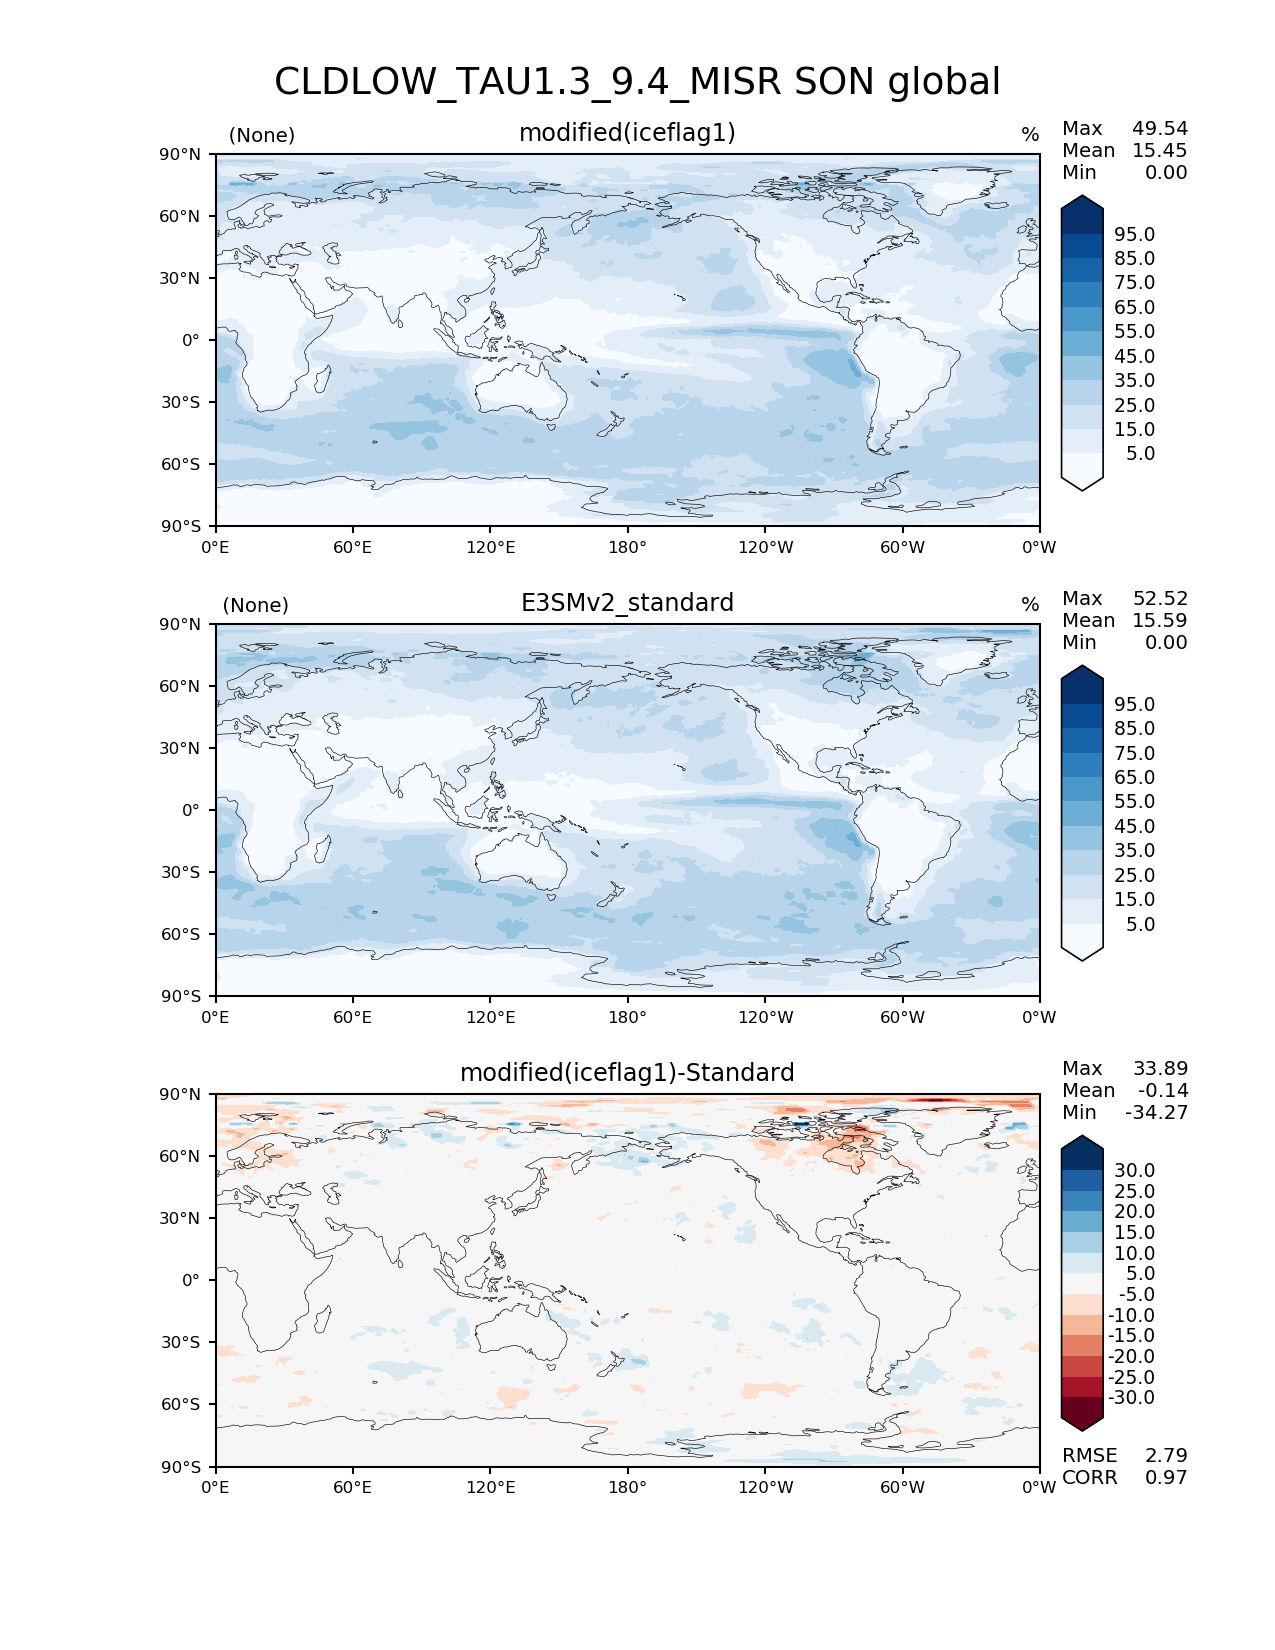 CLDLOW_TAU1.3_9.4_MISR SON global
(None) modified(iceflag1) %
Max 49.54
Mean 15.45
Min 0.00
95.0
85.0
75.0
65.0
55.0
45.0
35.0
25.0
15.0
5.0
90°N
60°N
30°N
0°
30°S
60°S
90°S
0°E 60°E 120°E 180° 120°W 60°W 0°W
(None) E3SMv2_standard %
Max 52.52
Mean 15.59
Min 0.00
95.0
85.0
75.0
65.0
55.0
45.0
35.0
25.0
15.0
5.0
90°N
60°N
30°N
0°
30°S
60°S
90°S
0°E 60°E 120°E 180° 120°W 60°W 0°W
modified(iceflag1)-Standard
Max 33.89
Mean -0.14
Min -34.27
30.0
25.0
20.0
15.0
10.0
5.0
-5.0
-10.0
-15.0
-20.0
-25.0
-30.0
90°N
60°N
30°N
0°
30°S
60°S
90°S
0°E 60°E 120°E 180° 120°W 60°W 0°W
RMSE 2.79
CORR 0.97